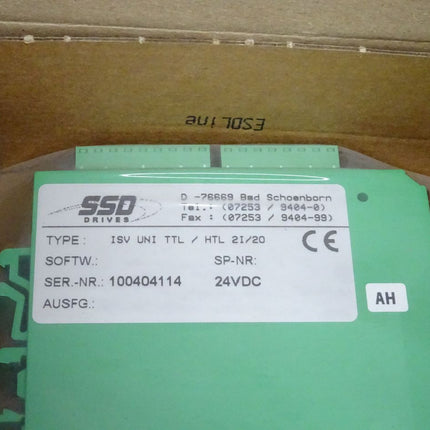 ESDLine
SSD
DRIVES
D -76669 Bad Schoenborn
Tel.: (07253 / 9404-0)
Fax : (07253 / 9404-99)
TYPE : ISV UNI TTL / HTL 2I/2O CE
SOFTW.: SP-NR:
SER.-NR.: 100404114 24VDC
AUSFG.:
AH